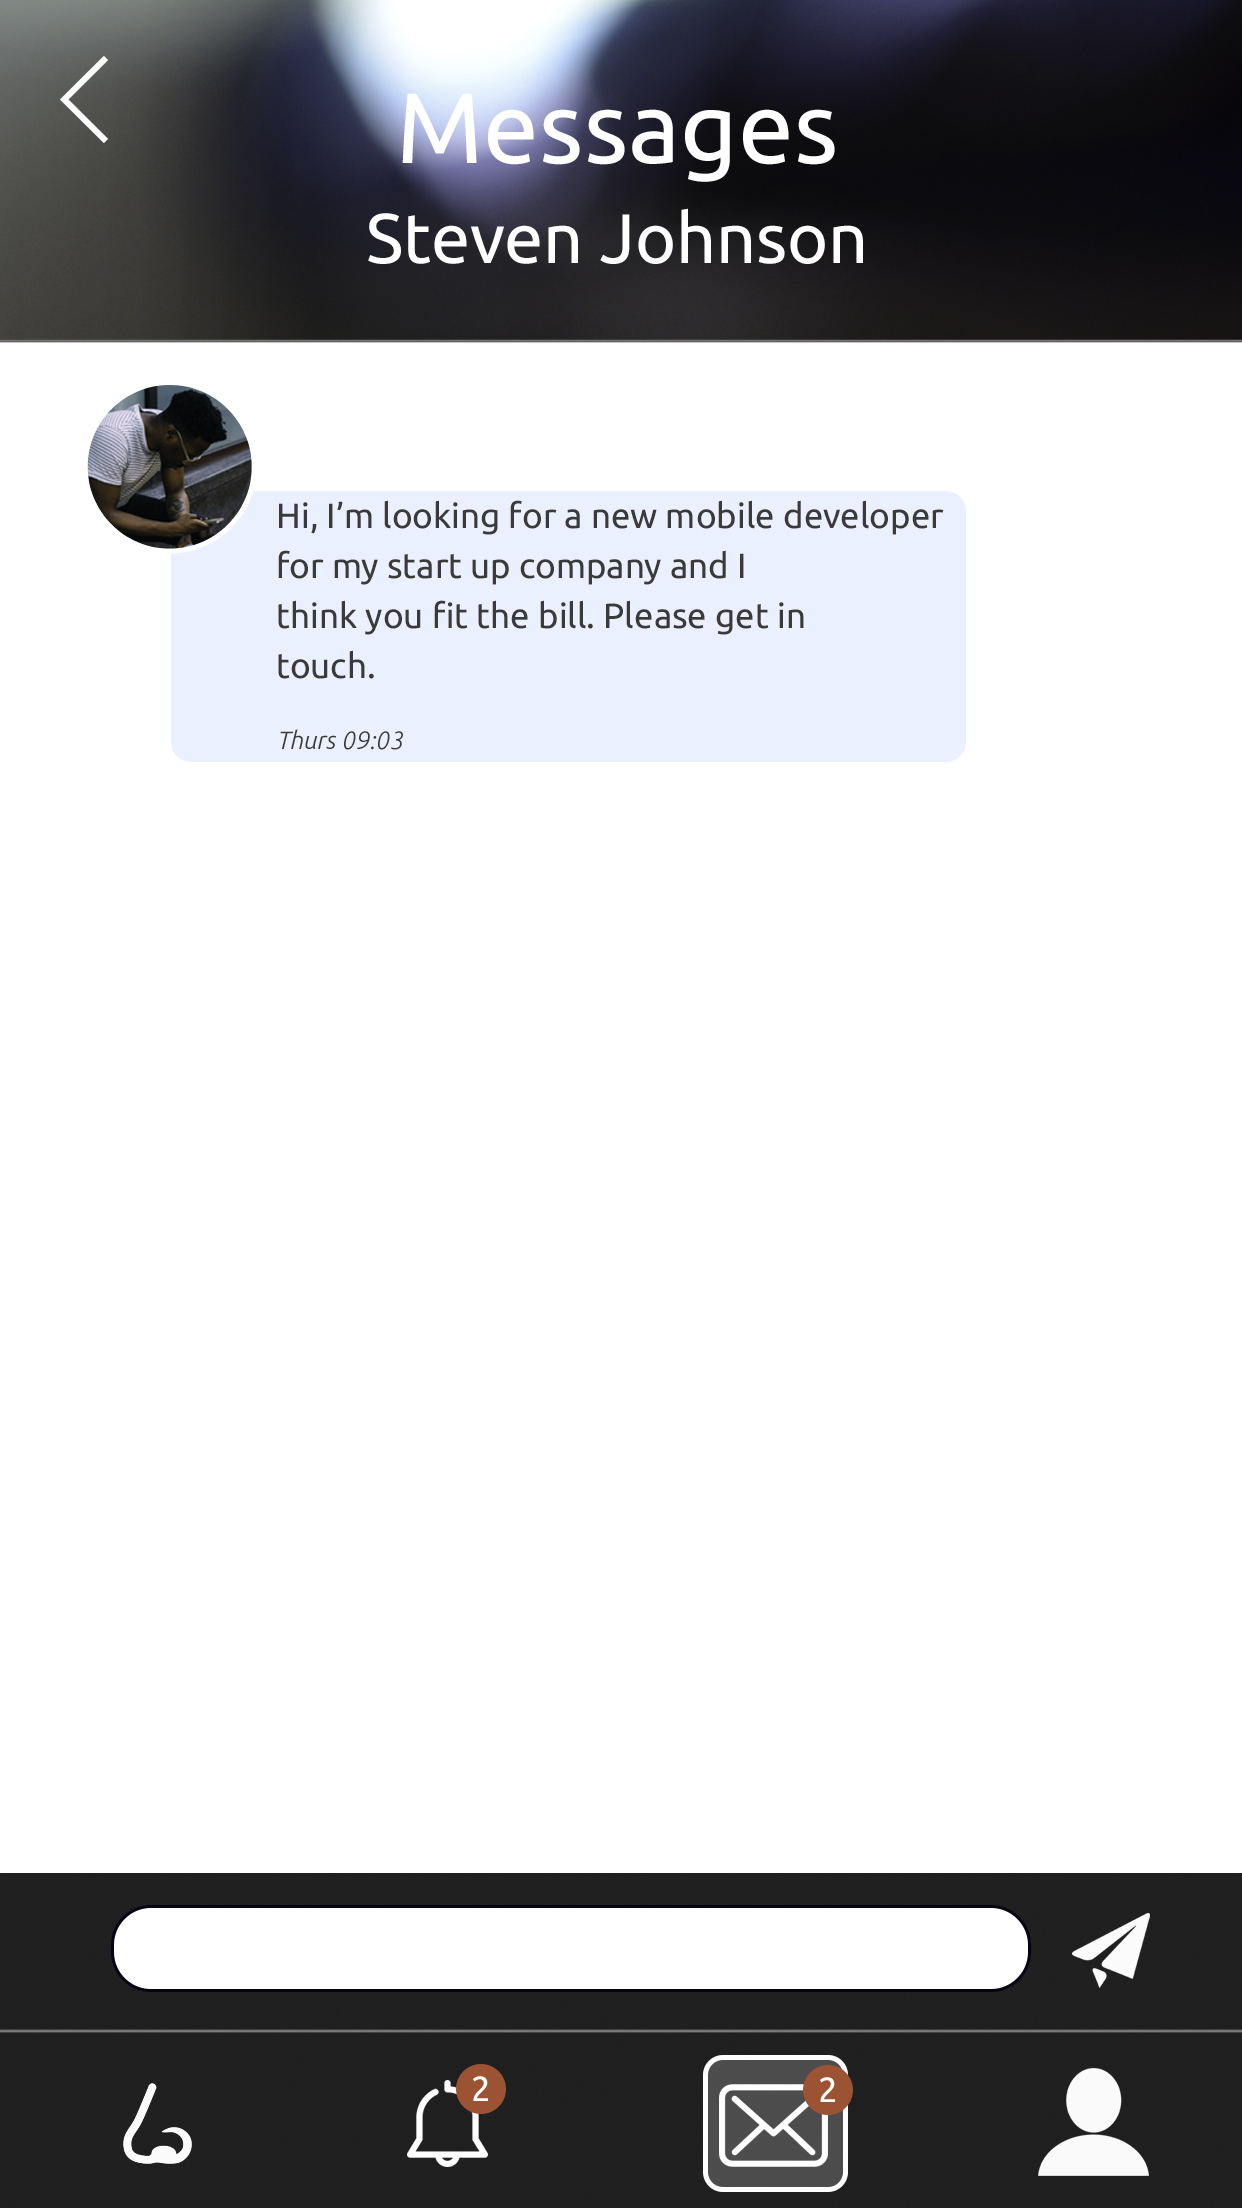 Messages
Steven Johnson
Hi, I’m looking for a new mobile developer
for my start up company and I
think you fit the bill. Please get in
touch.
Thurs 09:03
2
2